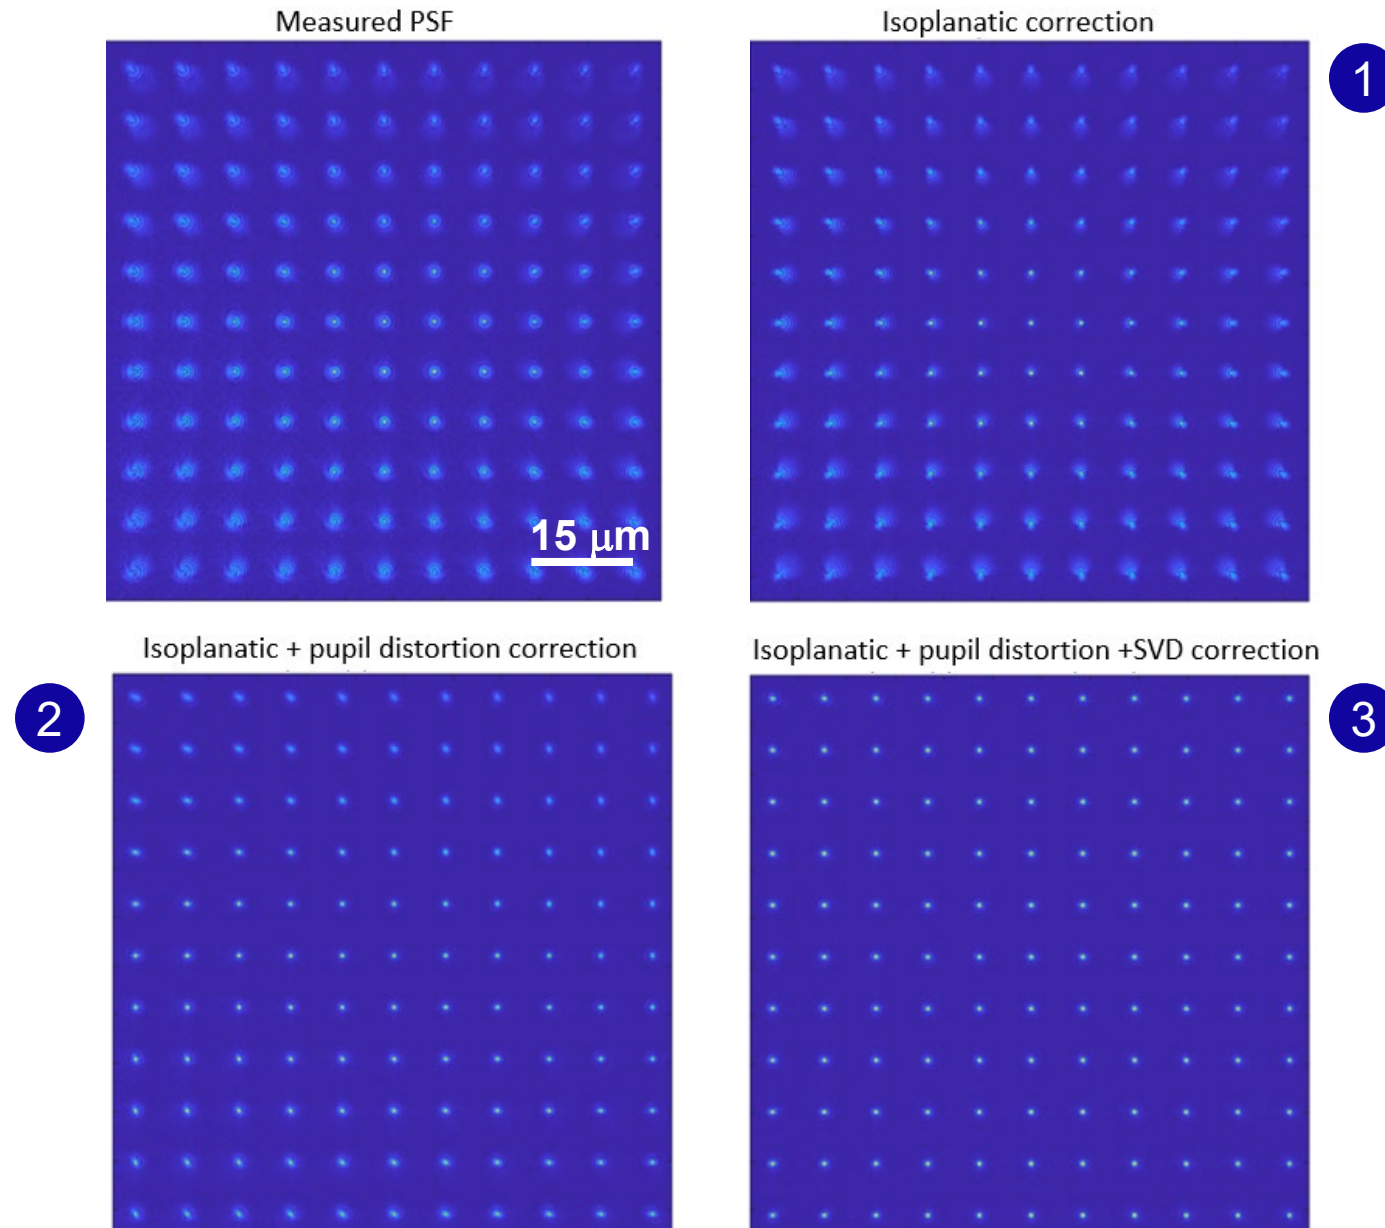 Measured PSF
Isoplanatic correction
1
15 μm
Isoplanatic + pupil distortion correction
Isoplanatic + pupil distortion +SVD correction
2
3